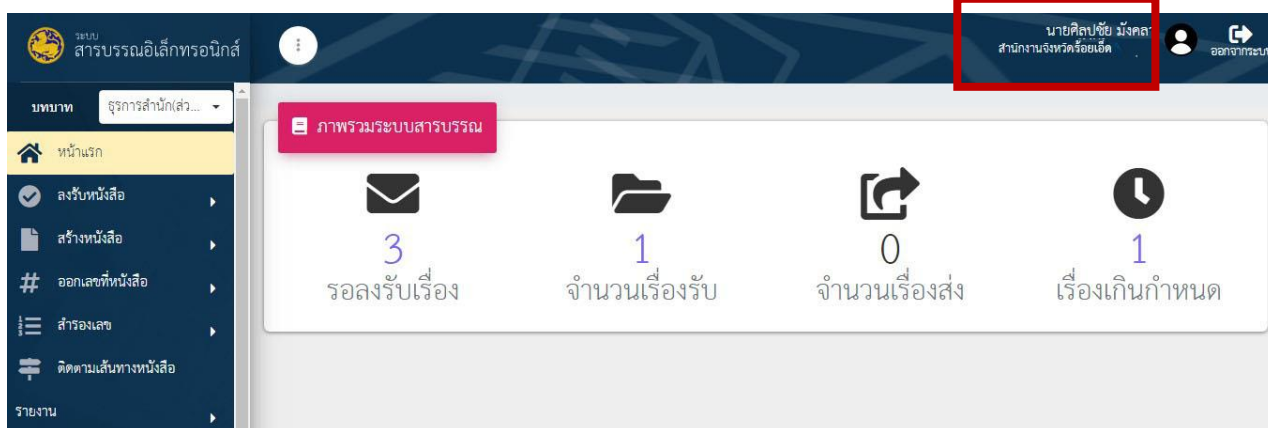 ระบบ
สารบรรณอิเล็กทรอนิกส์
นายศิลปชัย มังคลา
สำนักงานจังหวัดร้อยเอ็ด
ออกจากระบบ
บทบาท
ธุรการสำนัก(ส่ว...
หน้าแรก
ลงรับหนังสือ
สร้างหนังสือ
# ออกเลขที่หนังสือ
สำรองเลข
ติดตามเส้นทางหนังสือ
รายงาน
ภาพรวมระบบสารบรรณ
3
รอลงรับเรื่อง
1
จำนวนเรื่องรับ
0
จำนวนเรื่องส่ง
1
เรื่องเกินกำหนด